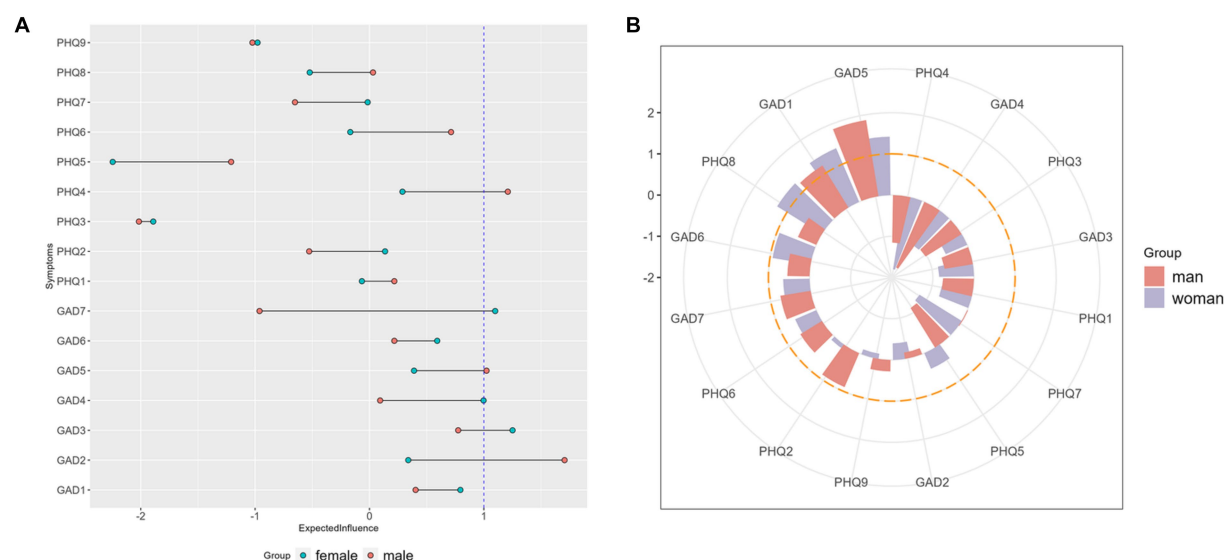 A
PHQ9
PHQ8
PHQ7
PHQ6
PHQ5
PHQ4
PHQ3
PHQ2
PHQ1
GAD7
GAD6
GAD5
GAD4
GAD3
GAD2
GAD1
Symptoms
-2 -1 0 1
ExpectedInfluence
Group female male
B
2
1
0
-1
-2
GAD5 PHQ4
GAD1 GAD4
PHQ8 PHQ3
GAD6 GAD3
GAD7 PHQ1
PHQ6 PHQ7
PHQ2 PHQ5
PHQ9 GAD2
Group
man
woman